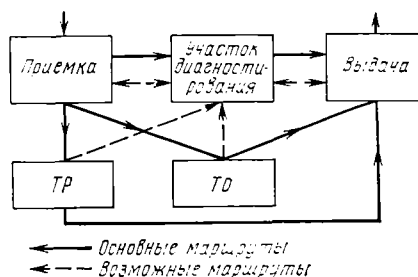 Приемка
Участок
диагности-
рования
Выдача
ТР
ТО
Основные маршруты
Возможные маршруты